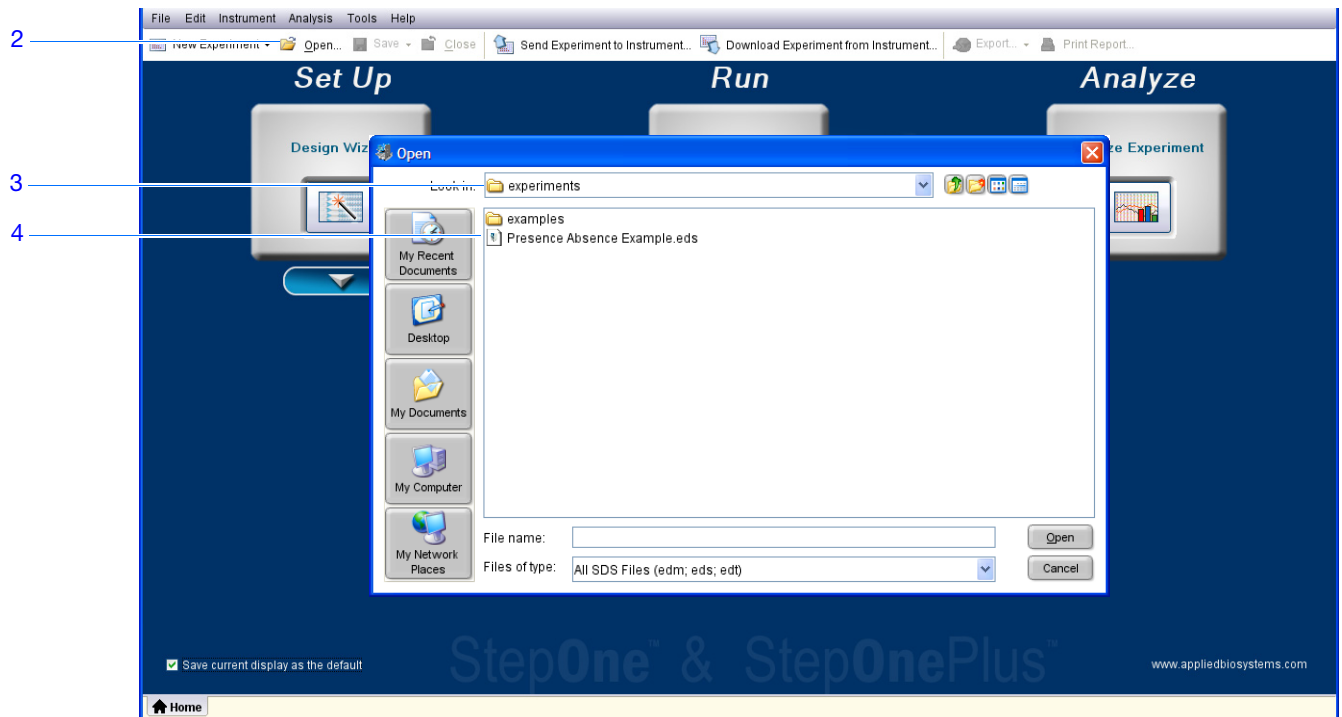 File Edit Instrument Analysis Tools Help
2
New Experiment Open... Save Close Send Experiment to Instrument... Download Experiment from Instrument... Export... Print Report...
Set Up Run Analyze
Design Wiz ze Experiment
Open
3
Look in: experiments
examples
4
Presence Absence Example.eds
My Recent
Documents
Desktop
My Documents
My Computer
My Network
Places
File name: Open
Files of type: All SDS Files (edm; eds; edt) Cancel
StepOne™ & StepOnePlus™
Save current display as the default www.appliedbiosystems.com
Home